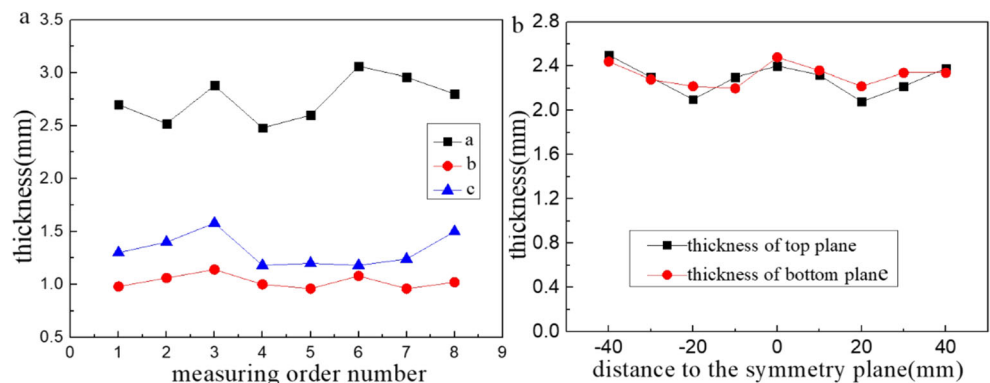 a
3.5
3.0
2.5
2.0
1.5
1.0
0.5
thickness(mm)
a
b
c
0 1 2 3 4 5 6 7 8 9
measuring order number
b
2.8
2.4
2.0
1.6
1.2
0.8
0.4
0.0
thickness(mm)
thickness of top plane
thickness of bottom plane
-40 -20 0 20 40
distance to the symmetry plane(mm)